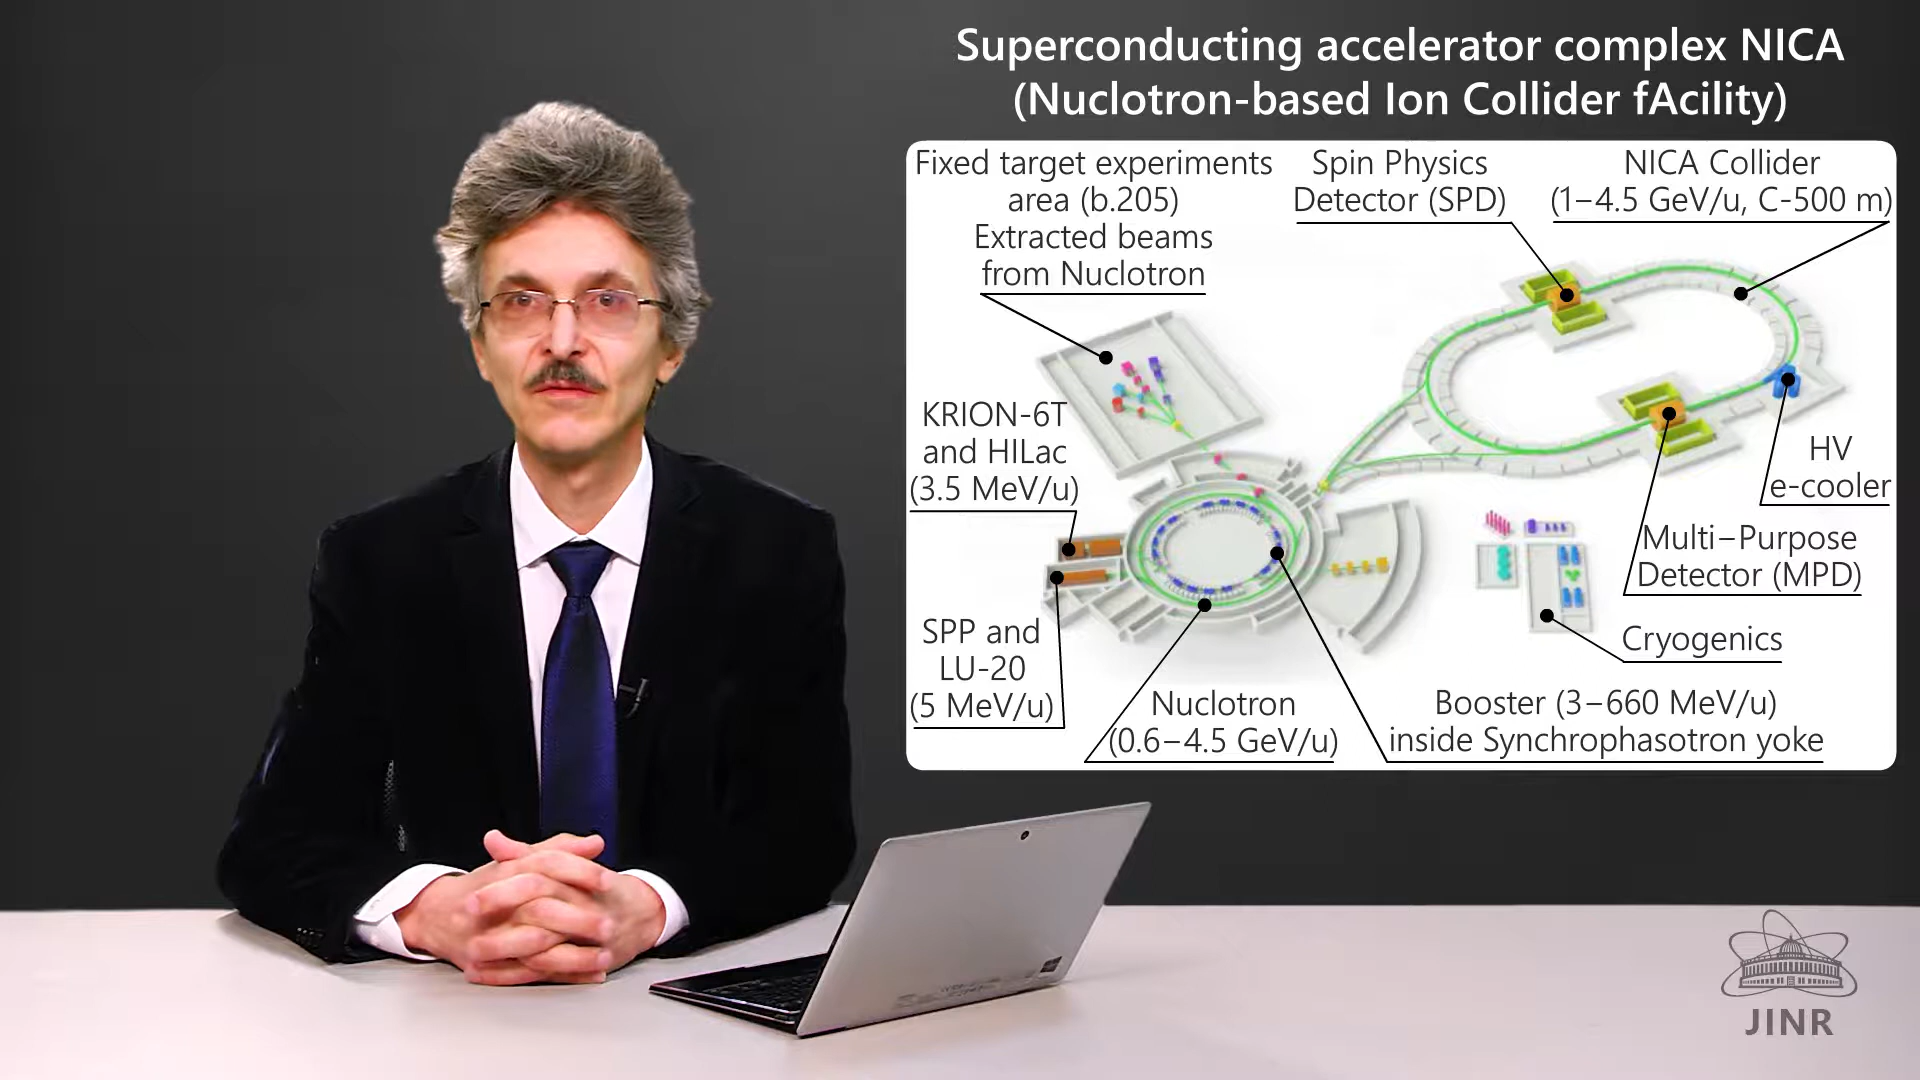 Superconducting accelerator complex NICA
(Nuclotron-based Ion Collider fAcility)
Fixed target experiments
area (b.205)
Extracted beams
from Nuclotron
Spin Physics
Detector (SPD)
NICA Collider
(1–4.5 GeV/u, C-500 m)
KRION-6T
and HILac
(3.5 MeV/u)
HV
e-cooler
Multi–Purpose
Detector (MPD)
SPP and
LU-20
(5 MeV/u)
Cryogenics
Nuclotron
(0.6–4.5 GeV/u)
Booster (3–660 MeV/u)
inside Synchrophasotron yoke
JINR